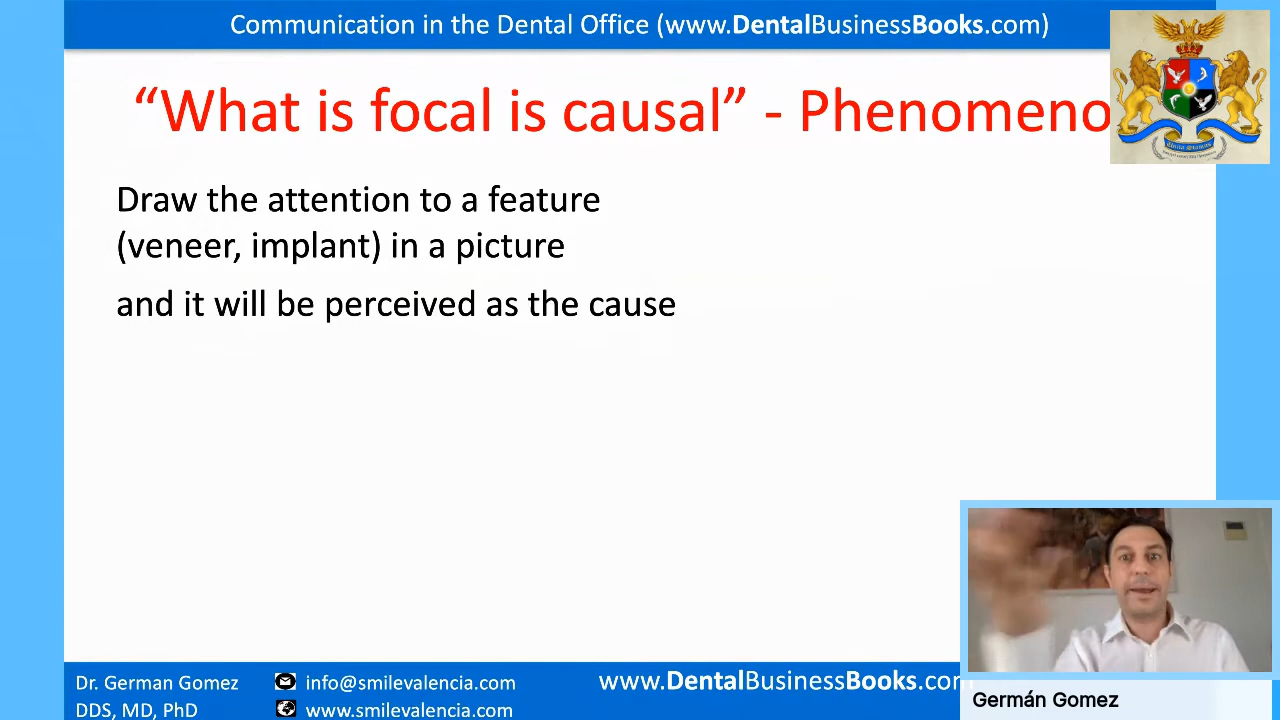 Communication in the Dental Office (www.DentalBusinessBooks.com)
“What is focal is causal” - Phenomeno
Draw the attention to a feature
(veneer, implant) in a picture
and it will be perceived as the cause
Dr. German Gomez
DDS, MD, PhD
info@smilevalencia.com
www.smilevalencia.com
www.DentalBusinessBooks.com
Germán Gomez